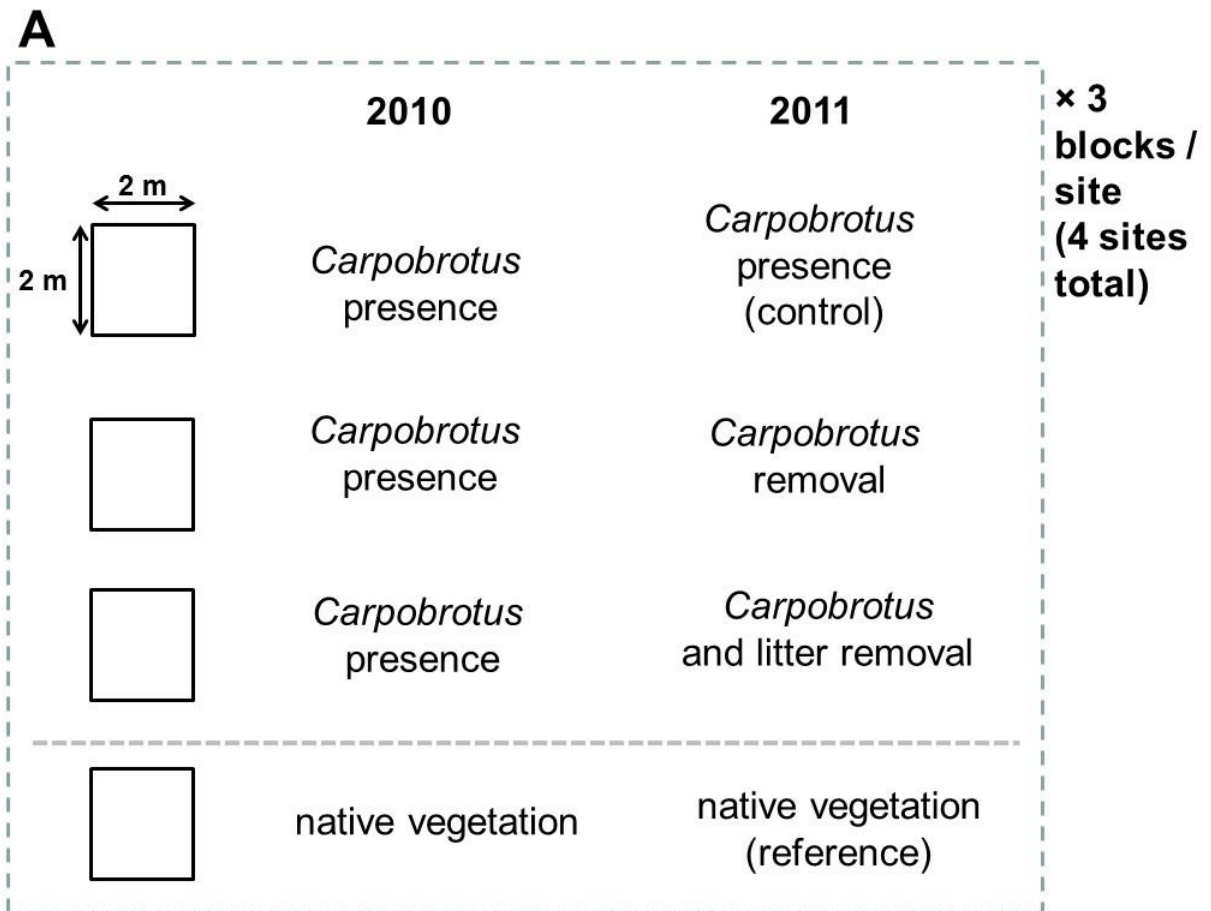 A
2010 2011
× 3
blocks /
site
(4 sites
total)
2 m
2 m
Carpobrotus
presence
Carpobrotus
presence
(control)
Carpobrotus
presence
Carpobrotus
removal
Carpobrotus
presence
Carpobrotus
and litter removal
native vegetation
native vegetation
(reference)